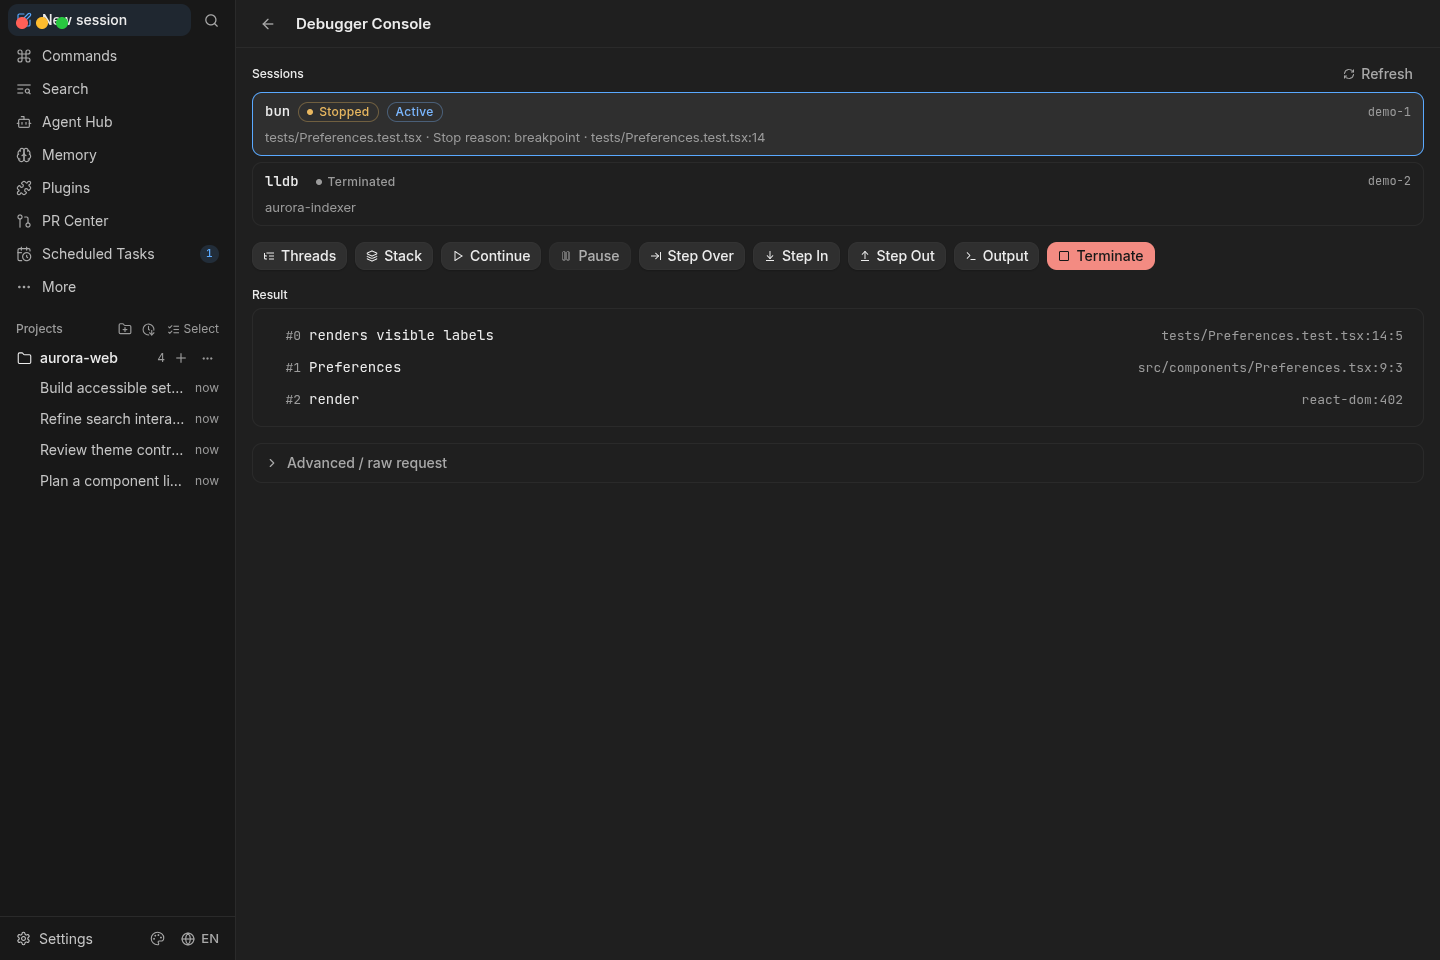 New session
Commands
Search
Agent Hub
Memory
Plugins
PR Center
Scheduled Tasks 1
More
Projects Select
aurora-web 4
Build accessible set... now
Refine search intera... now
Review theme contr... now
Plan a component li... now
Settings EN
Debugger Console
Sessions Refresh
bun Stopped Active demo-1
tests/Preferences.test.tsx · Stop reason: breakpoint · tests/Preferences.test.tsx:14
lldb Terminated demo-2
aurora-indexer
Threads Stack Continue Pause Step Over Step In Step Out Output Terminate
Result
#0 renders visible labels tests/Preferences.test.tsx:14:5
#1 Preferences src/components/Preferences.tsx:9:3
#2 render react-dom:402
Advanced / raw request